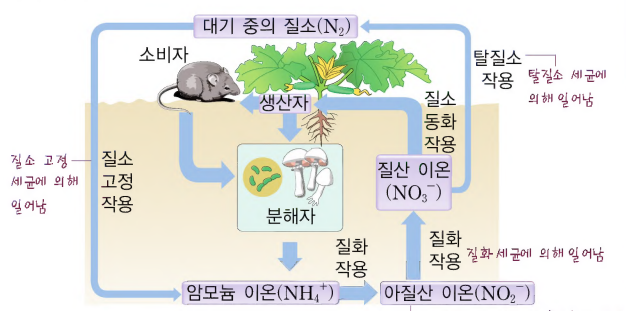 대기 중의 질소(N₂)
소비자
생산자
탈질소
작용
탈질소 세균에
의해 일어남
질소
동화
작용
질소 고정
세균에 의해
일어남
질소
고정
작용
질산 이온
(NO₃⁻)
분해자
질화
작용
질화
작용
질화세균에 의해 일어남
암모늄 이온(NH₄⁺)
아질산 이온(NO₂⁻)